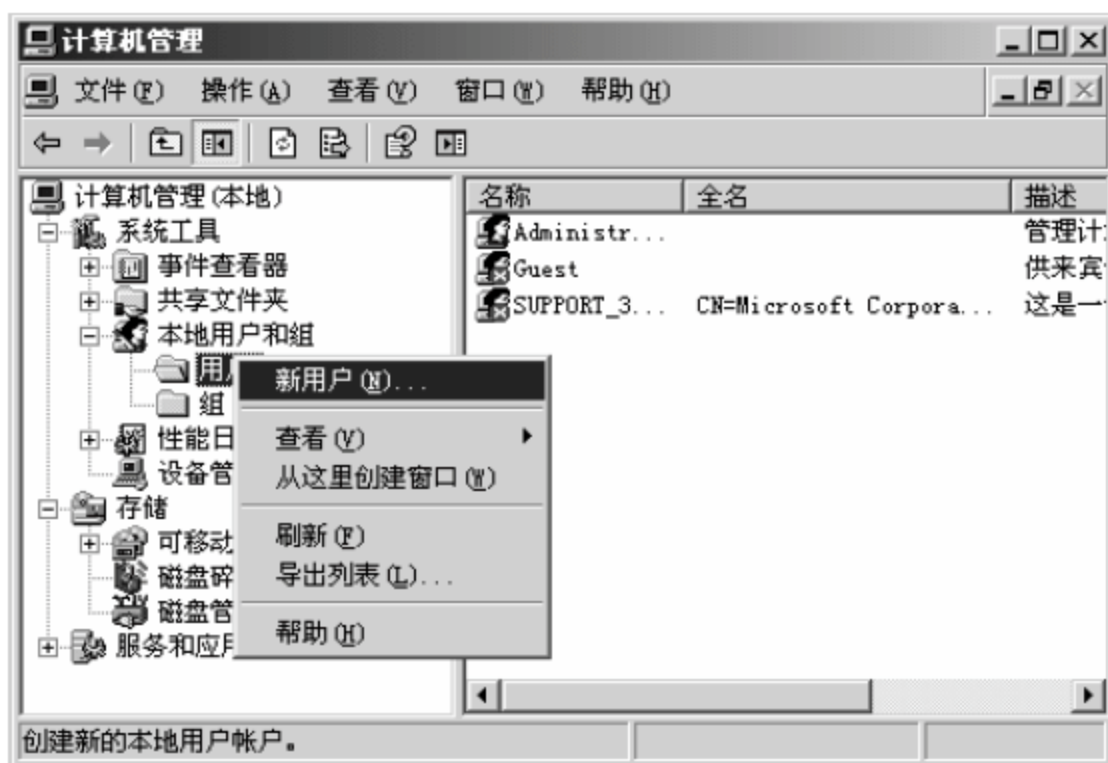 计算机管理
文件(F) 操作(A) 查看(V) 窗口(W) 帮助(H)
计算机管理(本地)
系统工具
事件查看器
共享文件夹
本地用户和组
用
组
性能日
设备管
存储
可移动
磁盘碎
磁盘管
服务和应用
名称 全名 描述
Administr... 管理计
Guest 供来宾
SUPPORT_3... CN=Microsoft Corpora... 这是一
新用户(N)...
查看(V)
从这里创建窗口(W)
刷新(F)
导出列表(L)...
帮助(H)
创建新的本地用户帐户。